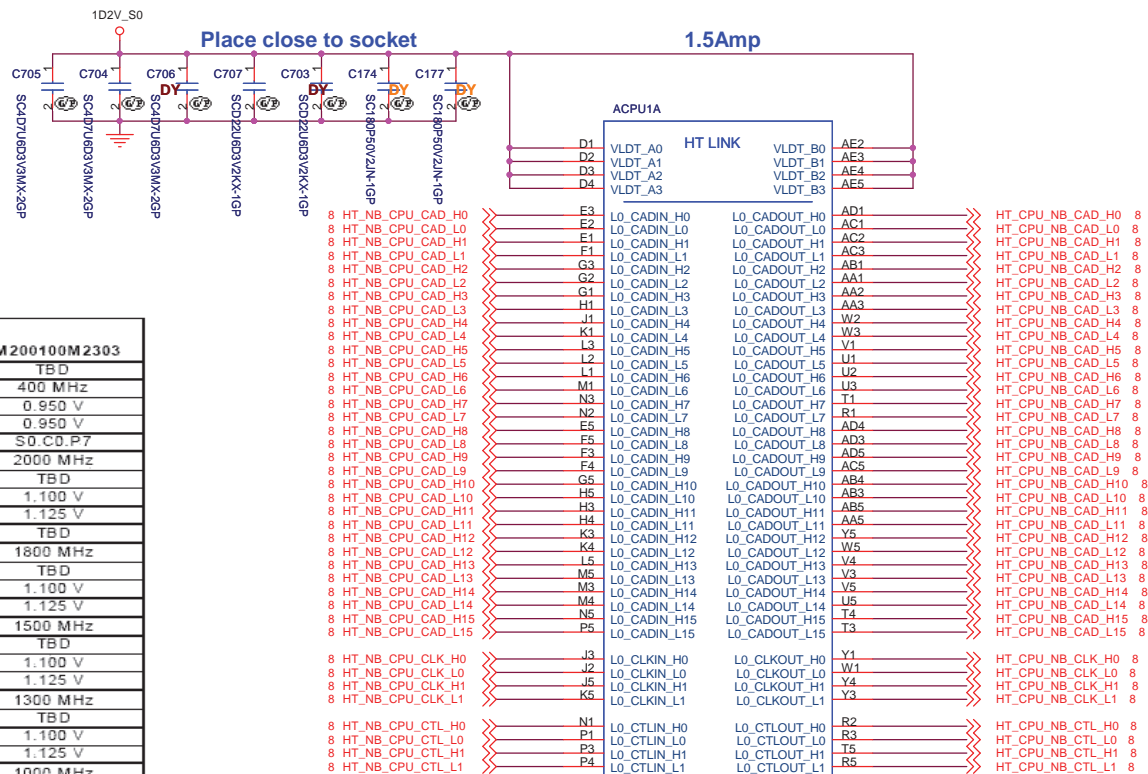 1D2V_S0
Place close to socket
1.5Amp
C705
C704
C706
C707
C703
C174
C177
1
1
1
1
1
1
1
DY
DY
DY
DY
2
2
2
2
2
2
2
G/P
G/P
G/P
G/P
G/P
G/P
G/P
SC4D7U6D3V3MX-2GP
SC4D7U6D3V3MX-2GP
SC4D7U6D3V3MX-2GP
SCD22U6D3V2KX-1GP
SCD22U6D3V2KX-1GP
SC180P50V2JN-1GP
SC180P50V2JN-1GP
ACPU1A
HT LINK
D1 VLDT_A0 VLDT_B0 AE2
D2 VLDT_A1 VLDT_B1 AE3
D3 VLDT_A2 VLDT_B2 AE4
D4 VLDT_A3 VLDT_B3 AE5
8 HT_NB_CPU_CAD_H0 E3 L0_CADIN_H0 L0_CADOUT_H0 AD1 HT_CPU_NB_CAD_H0 8
8 HT_NB_CPU_CAD_L0 E2 L0_CADIN_L0 L0_CADOUT_L0 AC1 HT_CPU_NB_CAD_L0 8
8 HT_NB_CPU_CAD_H1 E1 L0_CADIN_H1 L0_CADOUT_H1 AC2 HT_CPU_NB_CAD_H1 8
8 HT_NB_CPU_CAD_L1 F1 L0_CADIN_L1 L0_CADOUT_L1 AC3 HT_CPU_NB_CAD_L1 8
8 HT_NB_CPU_CAD_H2 G3 L0_CADIN_H2 L0_CADOUT_H2 AB1 HT_CPU_NB_CAD_H2 8
8 HT_NB_CPU_CAD_L2 G2 L0_CADIN_L2 L0_CADOUT_L2 AA1 HT_CPU_NB_CAD_L2 8
8 HT_NB_CPU_CAD_H3 G1 L0_CADIN_H3 L0_CADOUT_H3 AA2 HT_CPU_NB_CAD_H3 8
8 HT_NB_CPU_CAD_L3 H1 L0_CADIN_L3 L0_CADOUT_L3 AA3 HT_CPU_NB_CAD_L3 8
8 HT_NB_CPU_CAD_H4 J1 L0_CADIN_H4 L0_CADOUT_H4 W2 HT_CPU_NB_CAD_H4 8
8 HT_NB_CPU_CAD_L4 K1 L0_CADIN_L4 L0_CADOUT_L4 W3 HT_CPU_NB_CAD_L4 8
8 HT_NB_CPU_CAD_H5 L3 L0_CADIN_H5 L0_CADOUT_H5 V1 HT_CPU_NB_CAD_H5 8
8 HT_NB_CPU_CAD_L5 L2 L0_CADIN_L5 L0_CADOUT_L5 U1 HT_CPU_NB_CAD_L5 8
8 HT_NB_CPU_CAD_H6 L1 L0_CADIN_H6 L0_CADOUT_H6 U2 HT_CPU_NB_CAD_H6 8
8 HT_NB_CPU_CAD_L6 M1 L0_CADIN_L6 L0_CADOUT_L6 U3 HT_CPU_NB_CAD_L6 8
8 HT_NB_CPU_CAD_H7 N3 L0_CADIN_H7 L0_CADOUT_H7 T1 HT_CPU_NB_CAD_H7 8
8 HT_NB_CPU_CAD_L7 N2 L0_CADIN_L7 L0_CADOUT_L7 R1 HT_CPU_NB_CAD_L7 8
8 HT_NB_CPU_CAD_H8 E5 L0_CADIN_H8 L0_CADOUT_H8 AD4 HT_CPU_NB_CAD_H8 8
8 HT_NB_CPU_CAD_L8 F5 L0_CADIN_L8 L0_CADOUT_L8 AD3 HT_CPU_NB_CAD_L8 8
8 HT_NB_CPU_CAD_H9 F3 L0_CADIN_H9 L0_CADOUT_H9 AD5 HT_CPU_NB_CAD_H9 8
8 HT_NB_CPU_CAD_L9 F4 L0_CADIN_L9 L0_CADOUT_L9 AC5 HT_CPU_NB_CAD_L9 8
8 HT_NB_CPU_CAD_H10 G5 L0_CADIN_H10 L0_CADOUT_H10 AB4 HT_CPU_NB_CAD_H10 8
8 HT_NB_CPU_CAD_L10 H5 L0_CADIN_L10 L0_CADOUT_L10 AB3 HT_CPU_NB_CAD_L10 8
8 HT_NB_CPU_CAD_H11 H3 L0_CADIN_H11 L0_CADOUT_H11 AB5 HT_CPU_NB_CAD_H11 8
8 HT_NB_CPU_CAD_L11 H4 L0_CADIN_L11 L0_CADOUT_L11 AA5 HT_CPU_NB_CAD_L11 8
8 HT_NB_CPU_CAD_H12 K3 L0_CADIN_H12 L0_CADOUT_H12 Y5 HT_CPU_NB_CAD_H12 8
8 HT_NB_CPU_CAD_L12 K4 L0_CADIN_L12 L0_CADOUT_L12 W5 HT_CPU_NB_CAD_L12 8
8 HT_NB_CPU_CAD_H13 L5 L0_CADIN_H13 L0_CADOUT_H13 V4 HT_CPU_NB_CAD_H13 8
8 HT_NB_CPU_CAD_L13 M5 L0_CADIN_L13 L0_CADOUT_L13 V3 HT_CPU_NB_CAD_L13 8
8 HT_NB_CPU_CAD_H14 M3 L0_CADIN_H14 L0_CADOUT_H14 V5 HT_CPU_NB_CAD_H14 8
8 HT_NB_CPU_CAD_L14 M4 L0_CADIN_L14 L0_CADOUT_L14 U5 HT_CPU_NB_CAD_L14 8
8 HT_NB_CPU_CAD_H15 N5 L0_CADIN_H15 L0_CADOUT_H15 T4 HT_CPU_NB_CAD_H15 8
8 HT_NB_CPU_CAD_L15 P5 L0_CADIN_L15 L0_CADOUT_L15 T3 HT_CPU_NB_CAD_L15 8
8 HT_NB_CPU_CLK_H0 J3 L0_CLKIN_H0 L0_CLKOUT_H0 Y1 HT_CPU_NB_CLK_H0 8
8 HT_NB_CPU_CLK_L0 J2 L0_CLKIN_L0 L0_CLKOUT_L0 W1 HT_CPU_NB_CLK_L0 8
8 HT_NB_CPU_CLK_H1 J5 L0_CLKIN_H1 L0_CLKOUT_H1 Y4 HT_CPU_NB_CLK_H1 8
8 HT_NB_CPU_CLK_L1 K5 L0_CLKIN_L1 L0_CLKOUT_L1 Y3 HT_CPU_NB_CLK_L1 8
8 HT_NB_CPU_CTL_H0 N1 L0_CTLIN_H0 L0_CTLOUT_H0 R2 HT_CPU_NB_CTL_H0 8
8 HT_NB_CPU_CTL_L0 P1 L0_CTLIN_L0 L0_CTLOUT_L0 R3 HT_CPU_NB_CTL_L0 8
8 HT_NB_CPU_CTL_H1 P3 L0_CTLIN_H1 L0_CTLOUT_H1 T5 HT_CPU_NB_CTL_H1 8
8 HT_NB_CPU_CTL_L1 P4 L0_CTLIN_L1 L0_CTLOUT_L1 R5 HT_CPU_NB_CTL_L1 8
M200100M2303
TBD
400 MHz
0.950 V
0.950 V
S0.C0.P7
2000 MHz
TBD
1.100 V
1.125 V
TBD
1800 MHz
TBD
1.100 V
1.125 V
1500 MHz
TBD
1.100 V
1.125 V
1300 MHz
TBD
1.100 V
1.125 V
1000 MHz